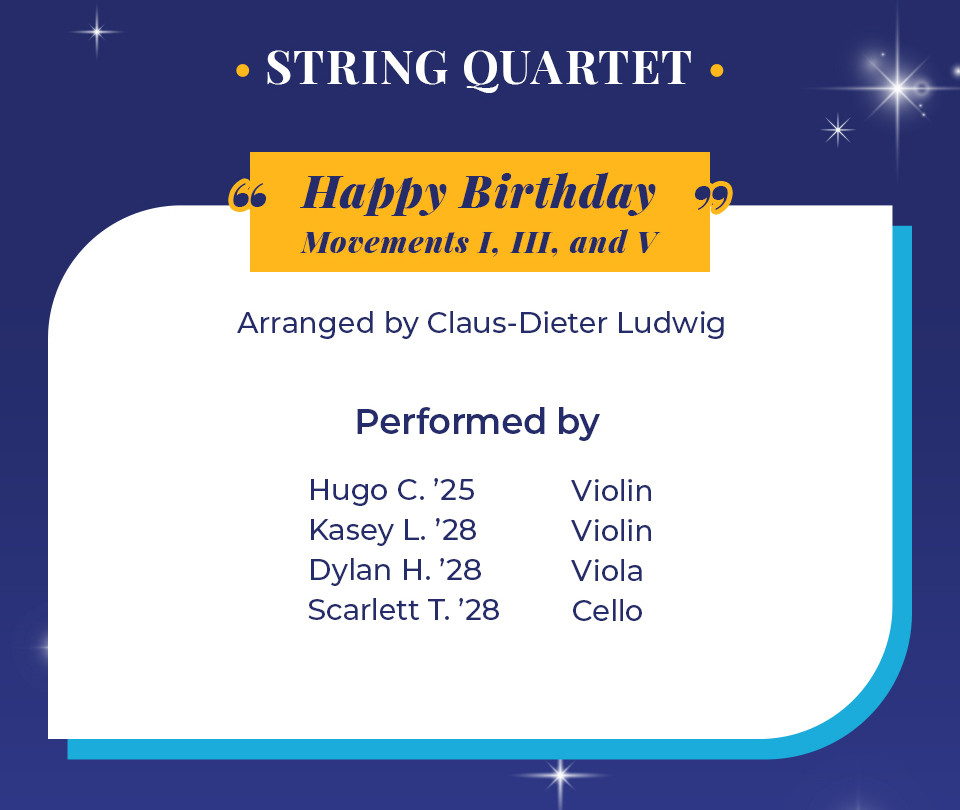 • STRING QUARTET •
“ Happy Birthday ”
Movements I, III, and V
Arranged by Claus-Dieter Ludwig
Performed by
Hugo C. ’25 Violin
Kasey L. ’28 Violin
Dylan H. ’28 Viola
Scarlett T. ’28 Cello